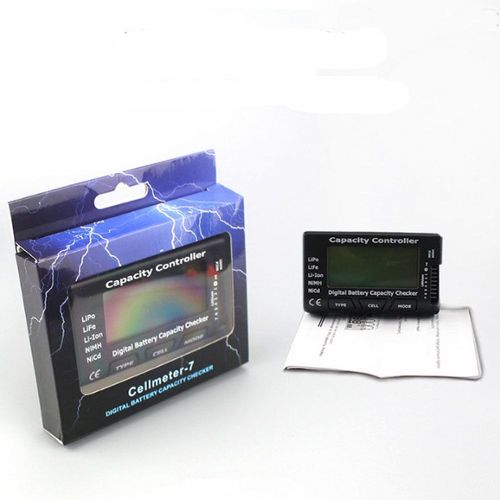 Capacity Controller
LiPo
LiFe
Li-Ion
NiMH
NiCd
Digital Battery Capacity Checker
CE TYPE CELL MODE
Cellmeter-7
DIGITAL BATTERY CAPACITY CHECKER
Capacity Controller
LiPo
LiFe
Li-Ion
NiMH
NiCd
Digital Battery Capacity Checker
CE TYPE CELL MODE